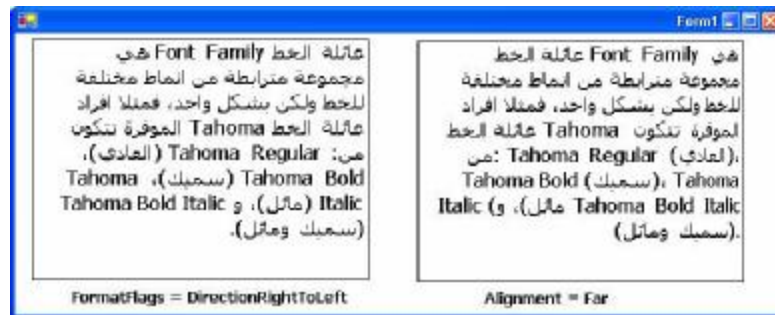 Form1
عائلة الخط Font Family هي
مجموعة مترابطة من انماط مختلفة
للخط ولكن بشكل واحد، فمثلا افراد
عائلة الخط Tahoma الموفرة تتكون
من: Tahoma Regular (العادي)،
Tahoma Bold (سميك)، Tahoma
Italic (مائل)، و Tahoma Bold Italic
(سميك ومائل).
FormatFlags = DirectionRightToLeft
عائلة الخط Font Family هي
مجموعة مترابطة من انماط مختلفة
للخط ولكن بشكل واحد، فمثلا افراد
عائلة الخط Tahoma الموفرة تتكون
من: Tahoma Regular (العادي)،
Tahoma Bold (سميك)، Tahoma
Italic (مائل)، و Tahoma Bold Italic
(سميك ومائل).
Alignment = Far